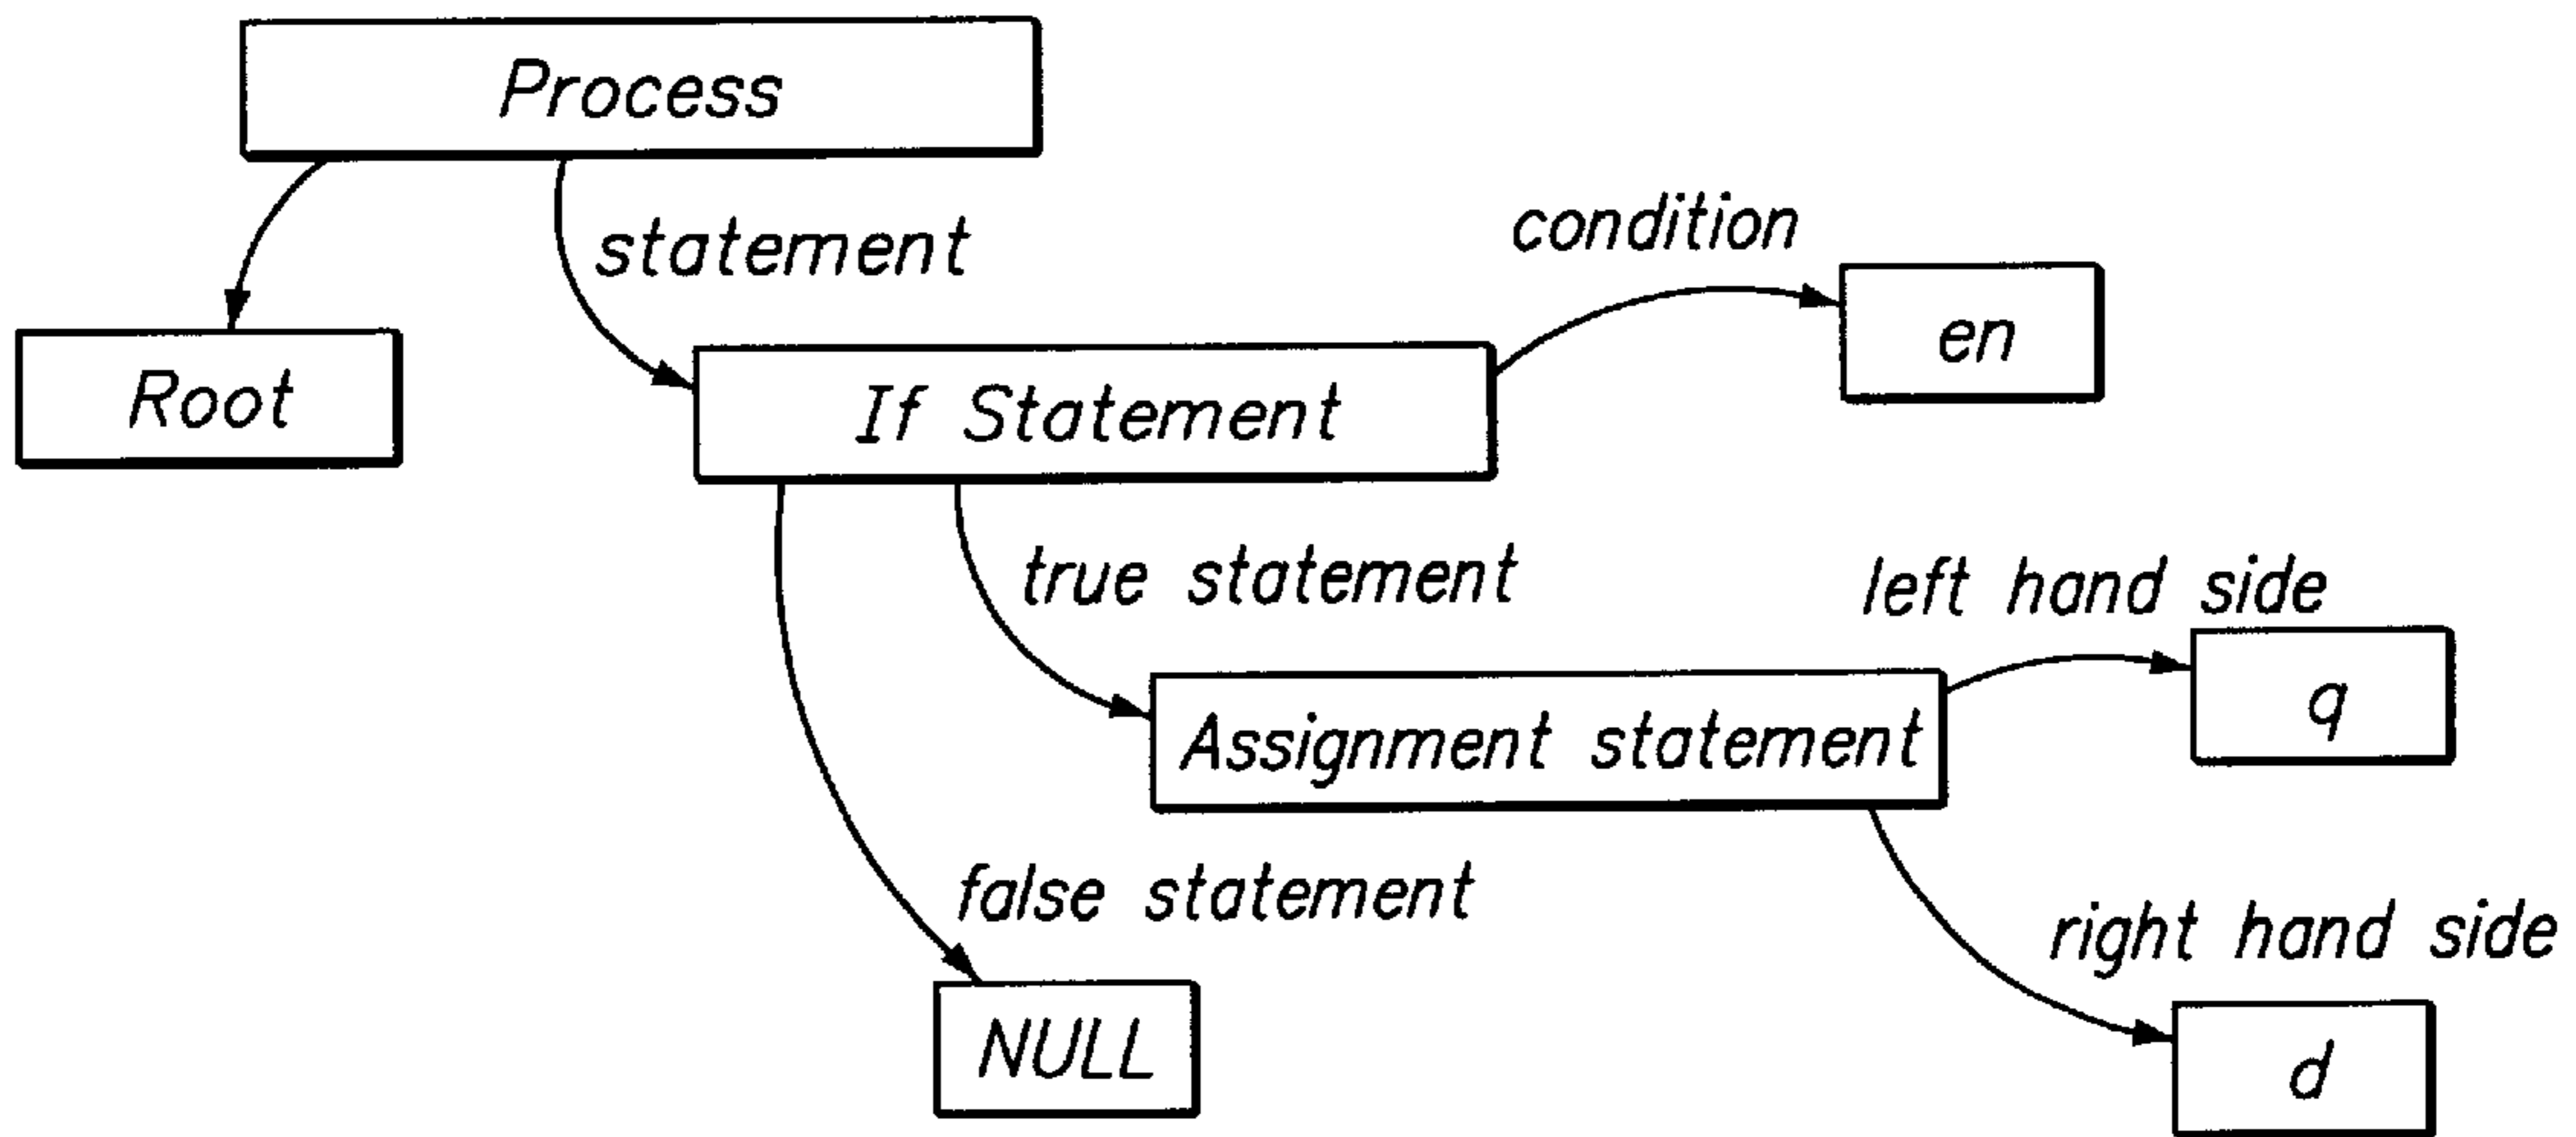 Process
statement
condition
en
Root
If Statement
true statement
left hand side
q
Assignment statement
false statement
right hand side
NULL
d